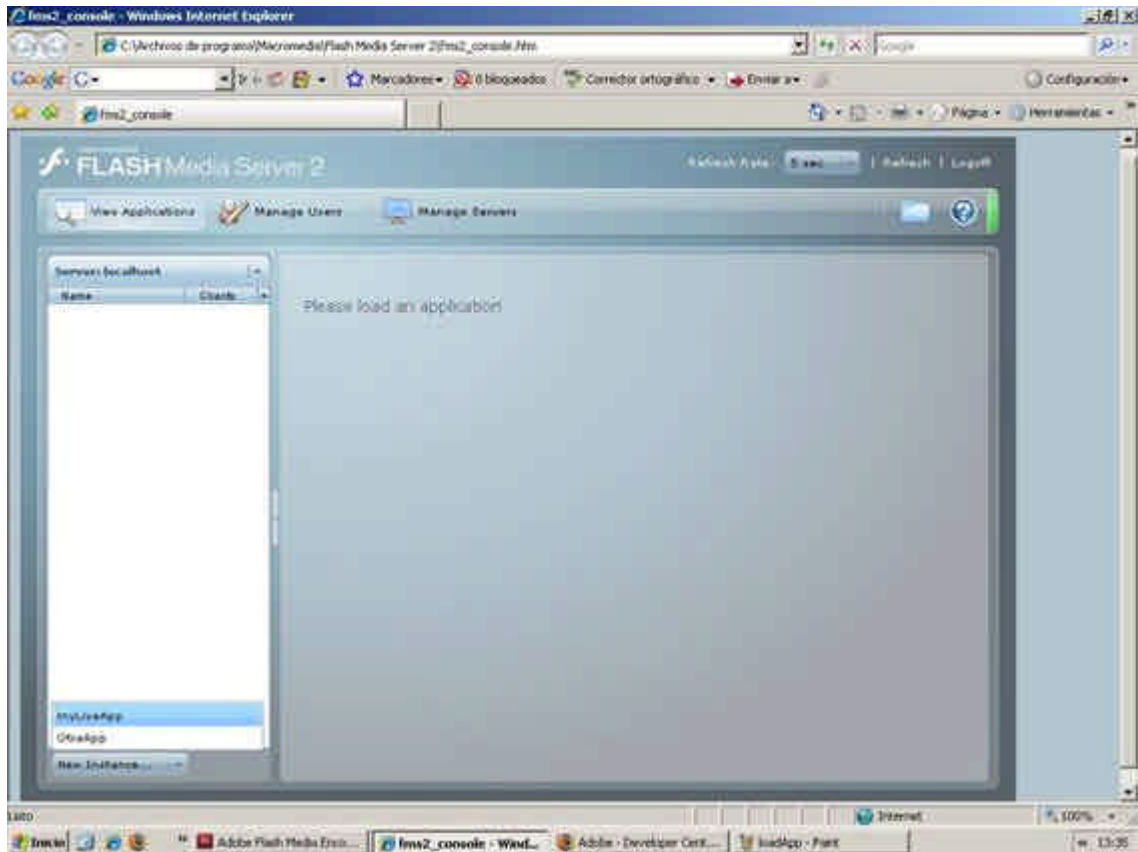 fms2_console - Windows Internet Explorer
C:\Archivos de programa\Macromedia\Flash Media Server 2\fms2_console.htm
Google
Google G
Marcadores
0 bloqueados
Corrector ortográfico
Enviar a
Configuración
fms2_console
Página
Herramientas
FLASH Media Server 2
Refresh Rate: 5 sec | Refresh | Logoff
View Applications
Manage Users
Manage Servers
Server: localhost
Name
Clients
Please load an application
MyLiveApp
OtraApp
New Instance...
Listo
Internet
100%
Inicio
Adobe Flash Media Enco...
fms2_console - Wind...
Adobe - Developer Cent...
loadApp - Paint
13:35